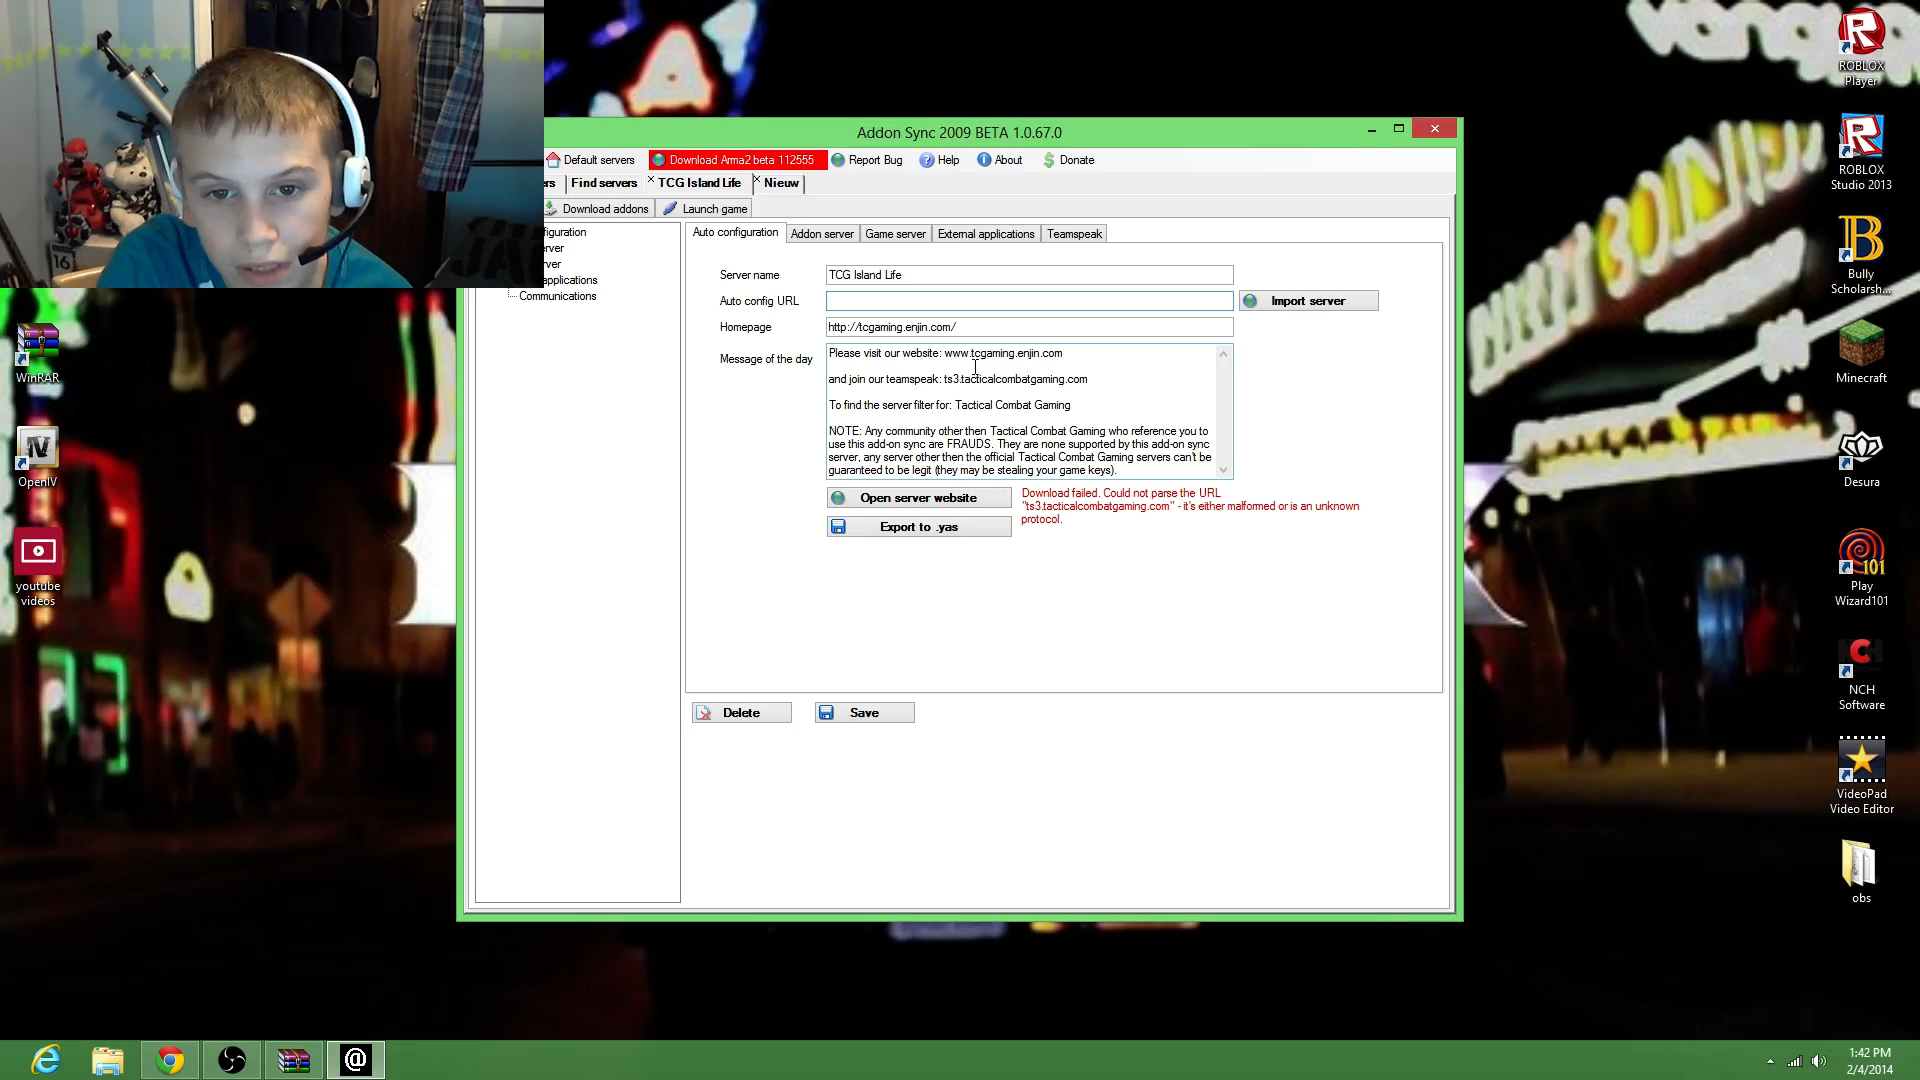 Addon Sync 2009 BETA 1.0.67.0
Default servers
Download Arma2 beta 112555
Report Bug
Help
About
Donate
ers
Find servers
TCG Island Life
Nieuw
Download addons
Launch game
figuration
erver
rver
applications
Communications
Auto configuration
Addon server
Game server
External applications
Teamspeak
Server name
TCG Island Life
Auto config URL
Import server
Homepage
http://tcgaming.enjin.com/
Message of the day
Please visit our website: www.tcgaming.enjin.com
and join our teamspeak: ts3.tacticalcombatgaming.com
To find the server filter for: Tactical Combat Gaming
NOTE: Any community other then Tactical Combat Gaming who reference you to
use this add-on sync are FRAUDS. They are none supported by this add-on sync
server, any server other then the official Tactical Combat Gaming servers can't be
guaranteed to be legit (they may be stealing your game keys).
Open server website
Export to .yas
Download failed. Could not parse the URL
"ts3.tacticalcombatgaming.com" - it's either malformed or is an unknown
protocol.
Delete
Save
WinRAR
OpenIV
youtube
videos
ROBLOX
Player
ROBLOX
Studio 2013
Bully
Scholarsh...
Minecraft
Desura
Play
Wizard101
NCH
Software
VideoPad
Video Editor
obs
16
1:42 PM
2/4/2014